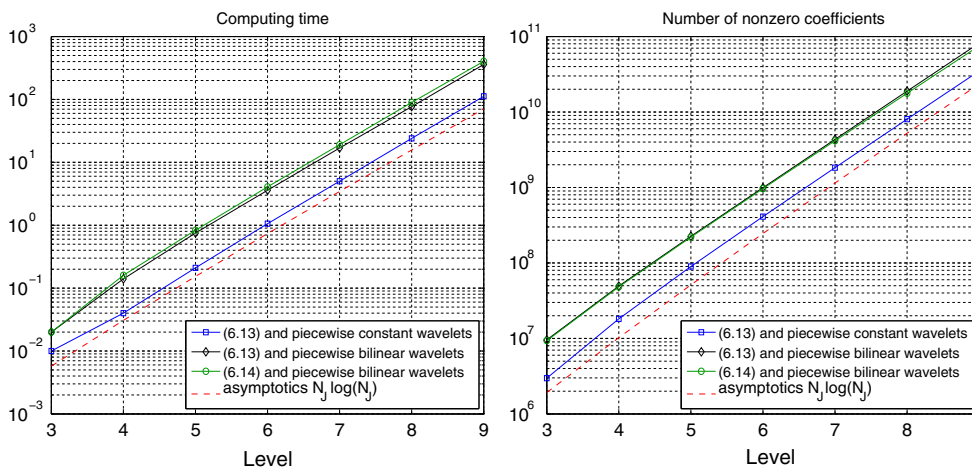 Computing time
10^3
10^2
10^1
10^0
10^−1
10^−2
10^−3
3 4 5 6 7 8 9
Level
(6.13) and piecewise constant wavelets
(6.13) and piecewise bilinear wavelets
(6.14) and piecewise bilinear wavelets
asymptotics N_J log(N_J)
Number of nonzero coefficients
10^11
10^10
10^9
10^8
10^7
10^6
3 4 5 6 7 8
Level
(6.13) and piecewise constant wavelets
(6.13) and piecewise bilinear wavelets
(6.14) and piecewise bilinear wavelets
asymptotics N_J log(N_J)